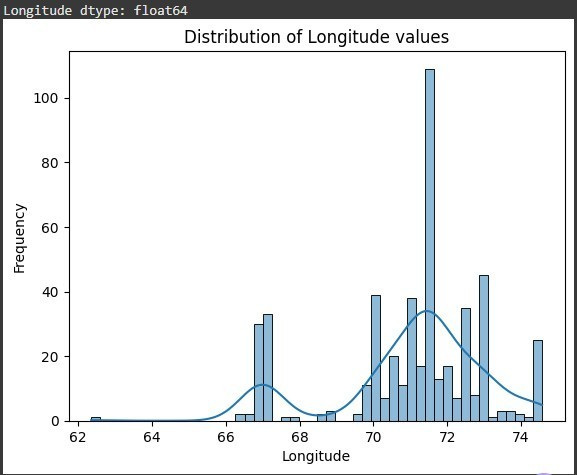 Longitude dtype: float64
Distribution of Longitude values
100
80
60
40
20
0
Frequency
62 64 66 68 70 72 74
Longitude